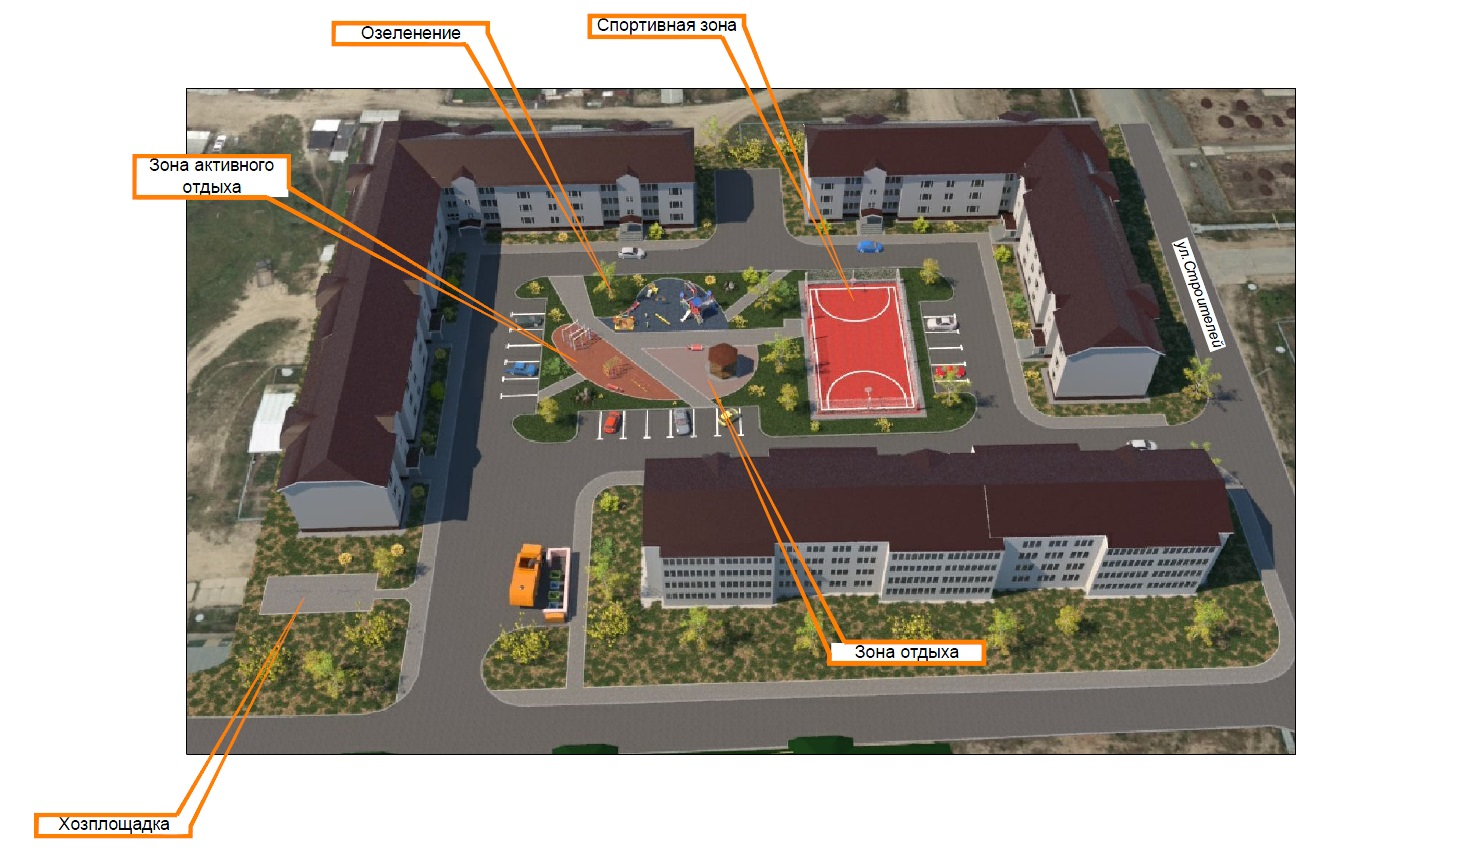 Озеленение
Спортивная зона
Зона активного
отдыха
ул.Строителей
Зона отдыха
Хозплощадка